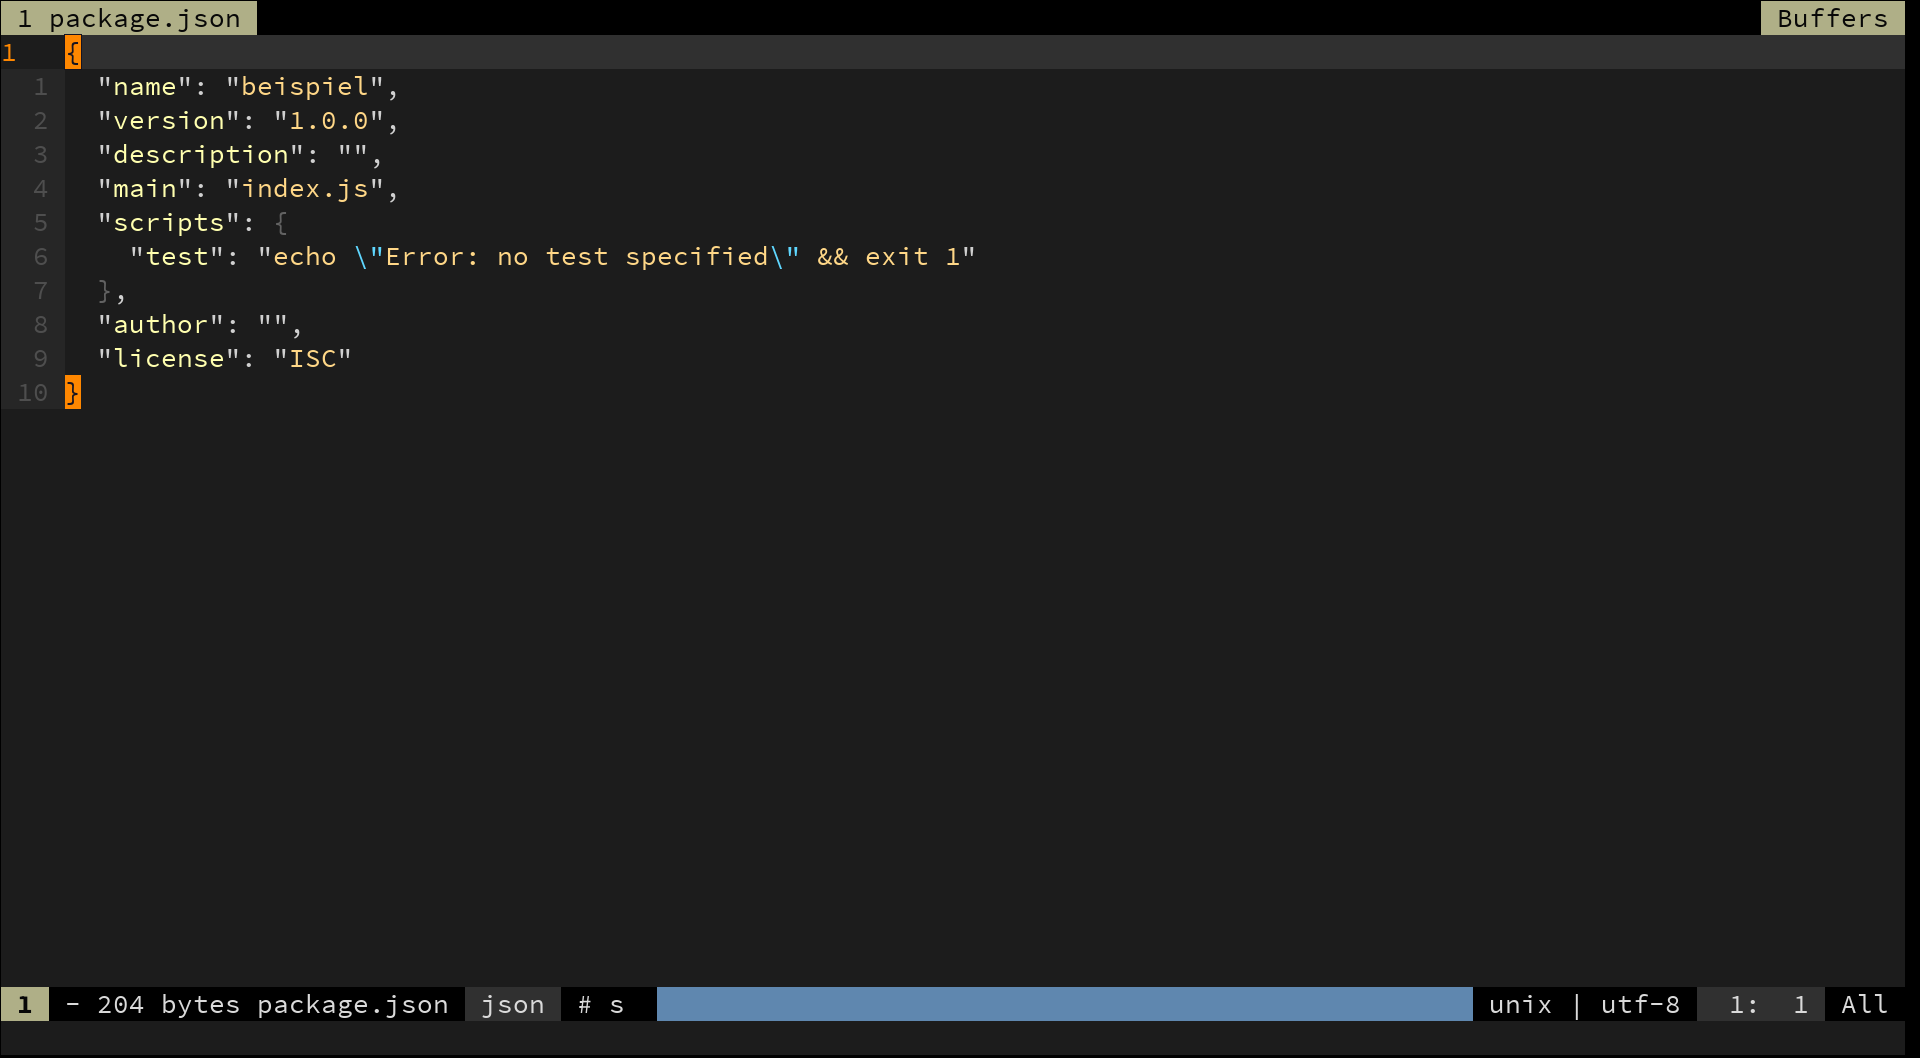 1 package.json Buffers
1 {
1 "name": "beispiel",
2 "version": "1.0.0",
3 "description": "",
4 "main": "index.js",
5 "scripts": {
6 "test": "echo \"Error: no test specified\" && exit 1"
7 },
8 "author": "",
9 "license": "ISC"
10 }
1 - 204 bytes package.json json # s unix | utf-8 1: 1 All